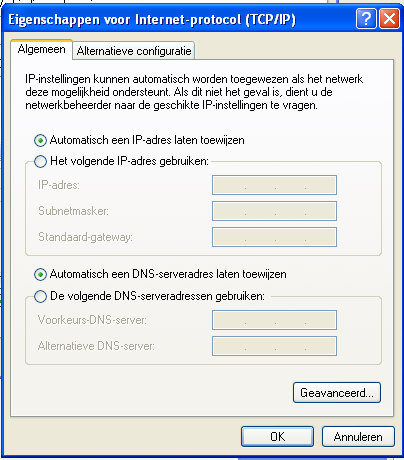 Eigenschappen voor Internet-protocol (TCP/IP)
Algemeen Alternatieve configuratie
IP-instellingen kunnen automatisch worden toegewezen als het netwerk
deze mogelijkheid ondersteunt. Als dit niet het geval is, dient u de
netwerkbeheerder naar de geschikte IP-instellingen te vragen.
Automatisch een IP-adres laten toewijzen
Het volgende IP-adres gebruiken:
IP-adres:
Subnetmasker:
Standaard-gateway:
Automatisch een DNS-serveradres laten toewijzen
De volgende DNS-serveradressen gebruiken:
Voorkeurs-DNS-server:
Alternatieve DNS-server:
Geavanceerd...
OK Annuleren